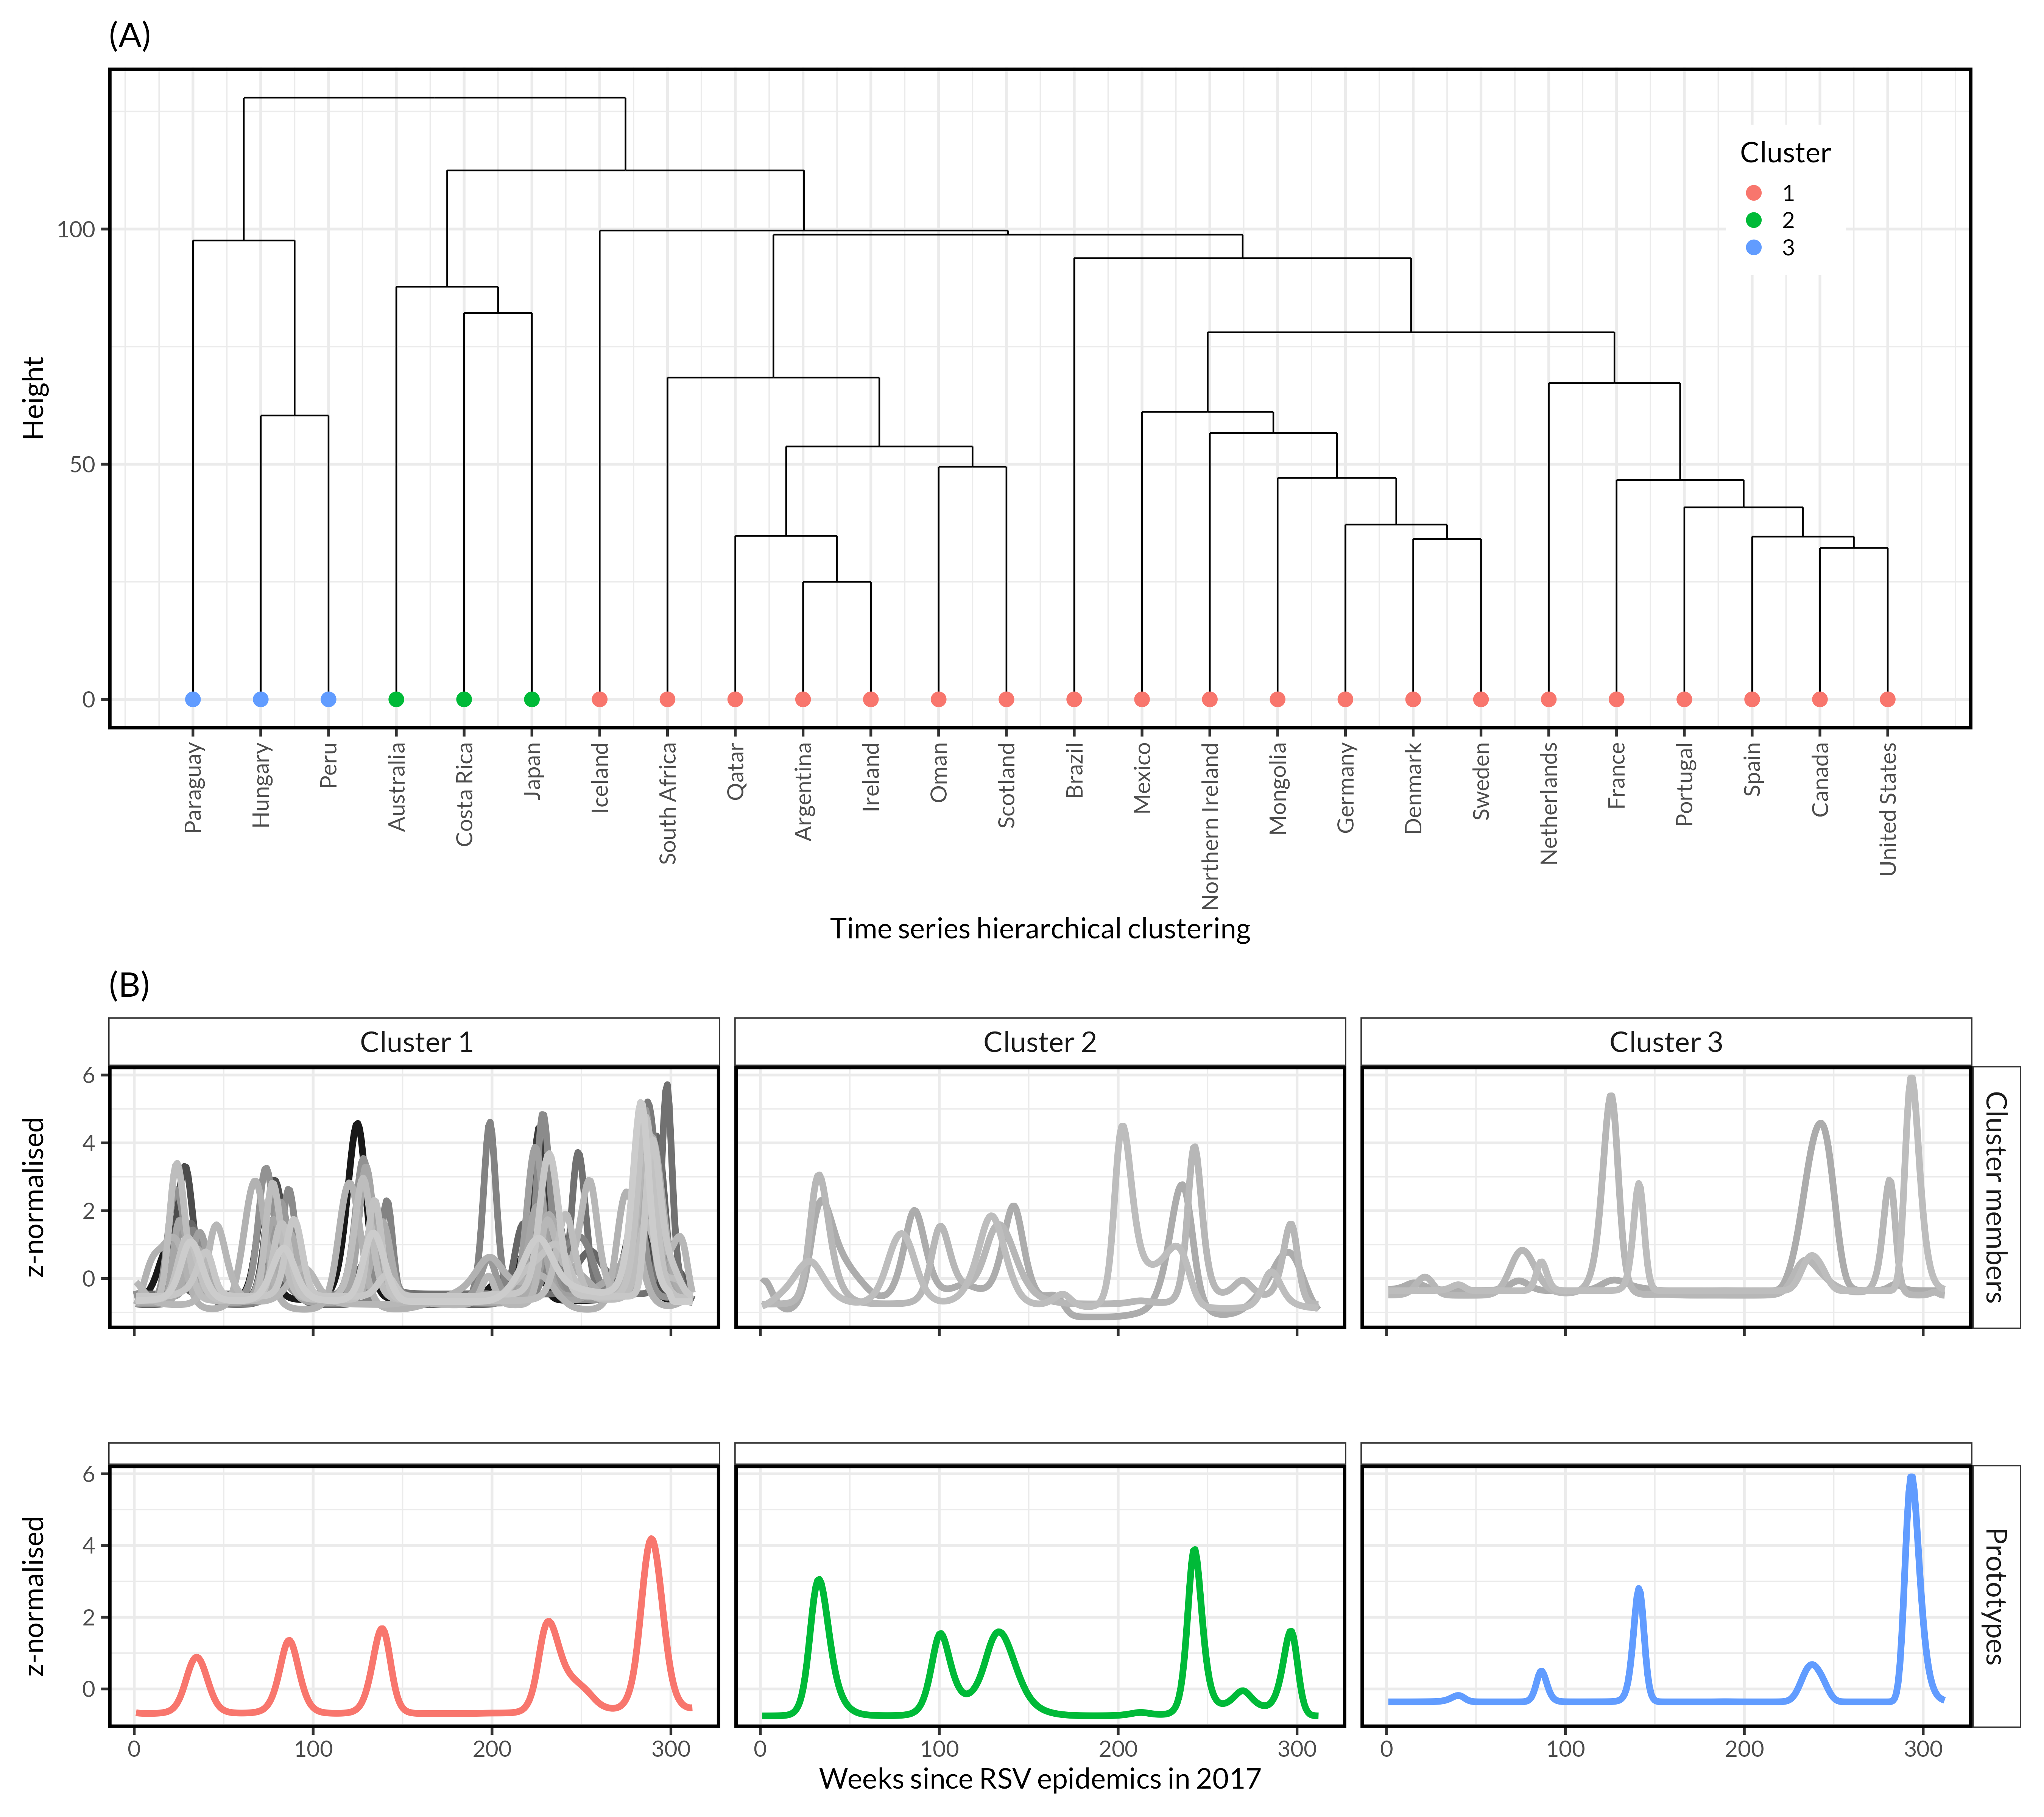 (A)
Height
100
50
0
Cluster
1
2
3
Paraguay
Hungary
Peru
Australia
Costa Rica
Japan
Iceland
South Africa
Qatar
Argentina
Ireland
Oman
Scotland
Brazil
Mexico
Northern Ireland
Mongolia
Germany
Denmark
Sweden
Netherlands
France
Portugal
Spain
Canada
United States
Time series hierarchical clustering
(B)
Cluster 1
Cluster 2
Cluster 3
z-normalised
6
4
2
0
Cluster members
z-normalised
6
4
2
0
Prototypes
0 100 200 300
0 100 200 300
0 100 200 300
Weeks since RSV epidemics in 2017